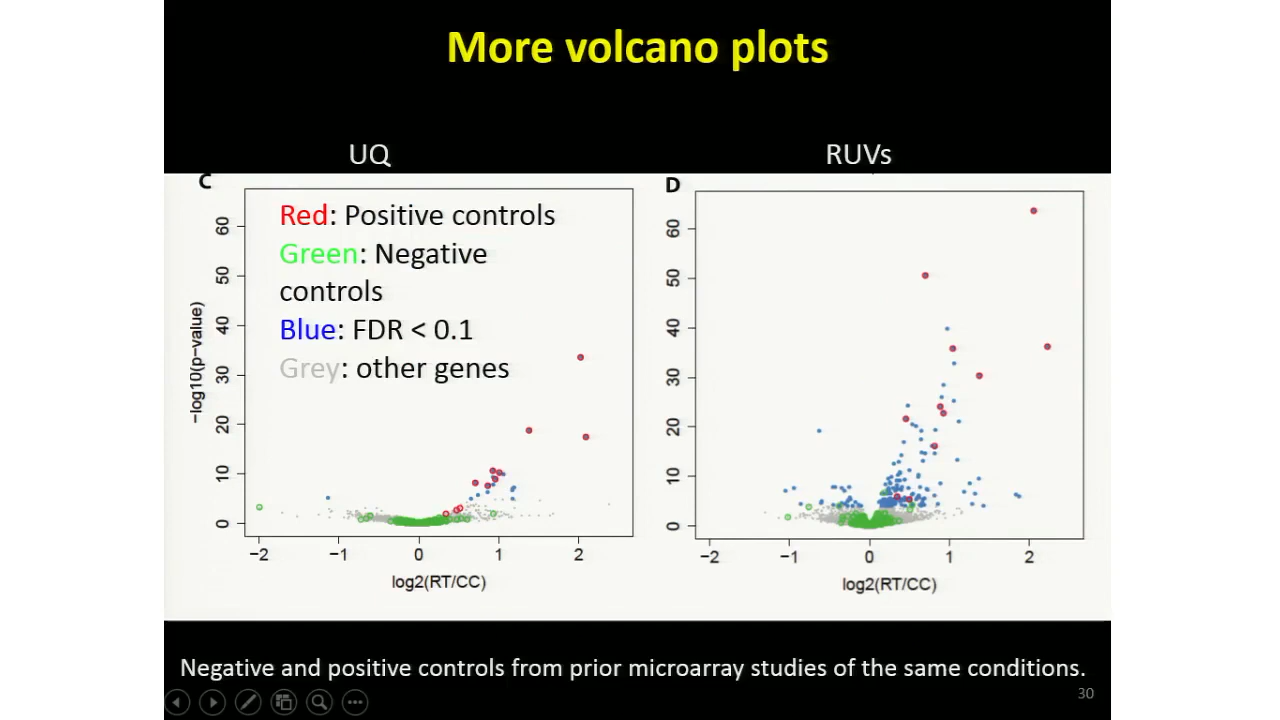 More volcano plots
UQ
RUVs
C
D
Red: Positive controls
Green: Negative
controls
Blue: FDR < 0.1
Grey: other genes
−log10(p−value)
60
50
40
30
20
10
0
−2 −1 0 1 2
log2(RT/CC)
60
50
40
30
20
10
0
−2 −1 0 1 2
log2(RT/CC)
Negative and positive controls from prior microarray studies of the same conditions.
30